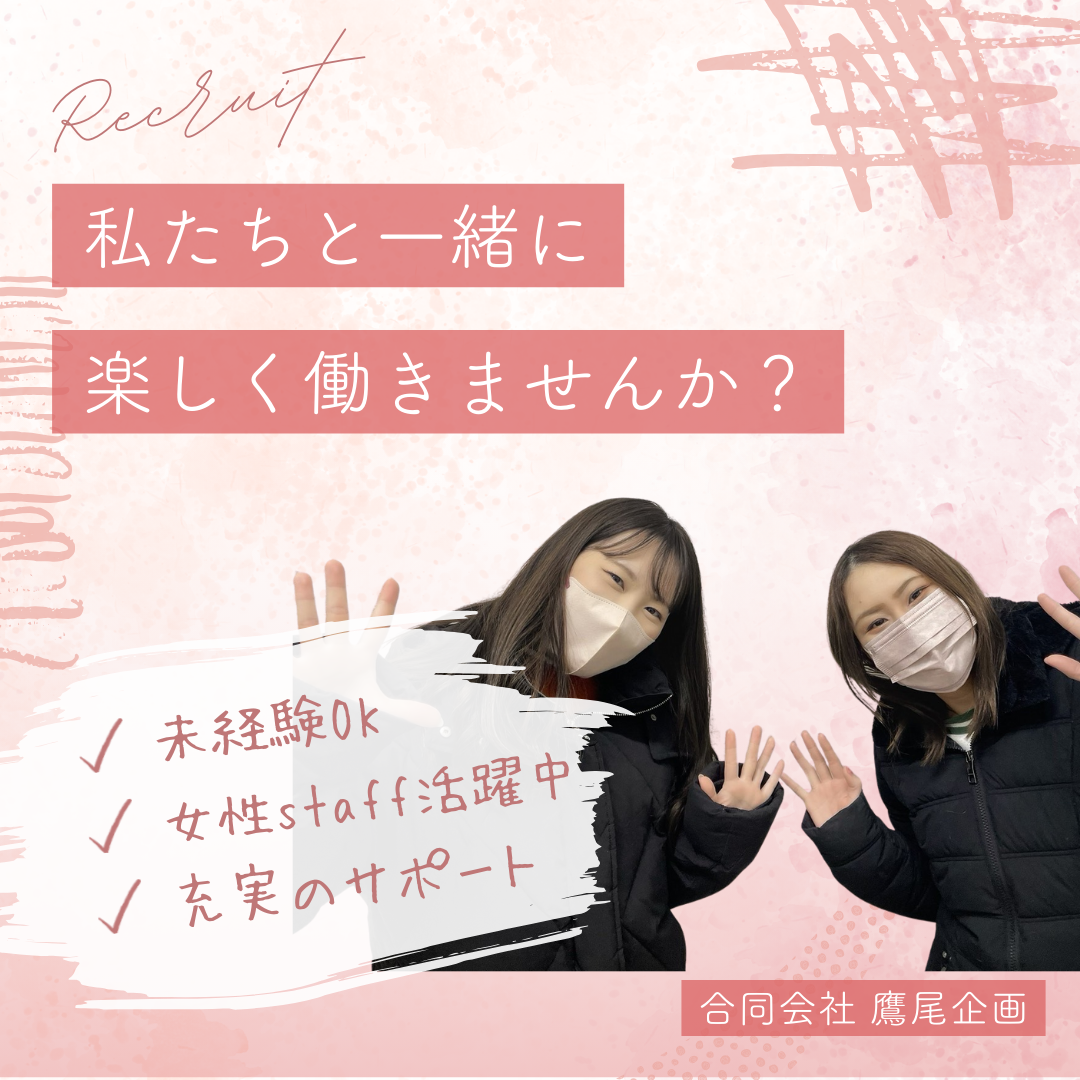 Recruit
私たちと一緒に
楽しく働きませんか？
✓ 未経験OK
✓ 女性staff活躍中
✓ 充実のサポート
合同会社 鷹尾企画